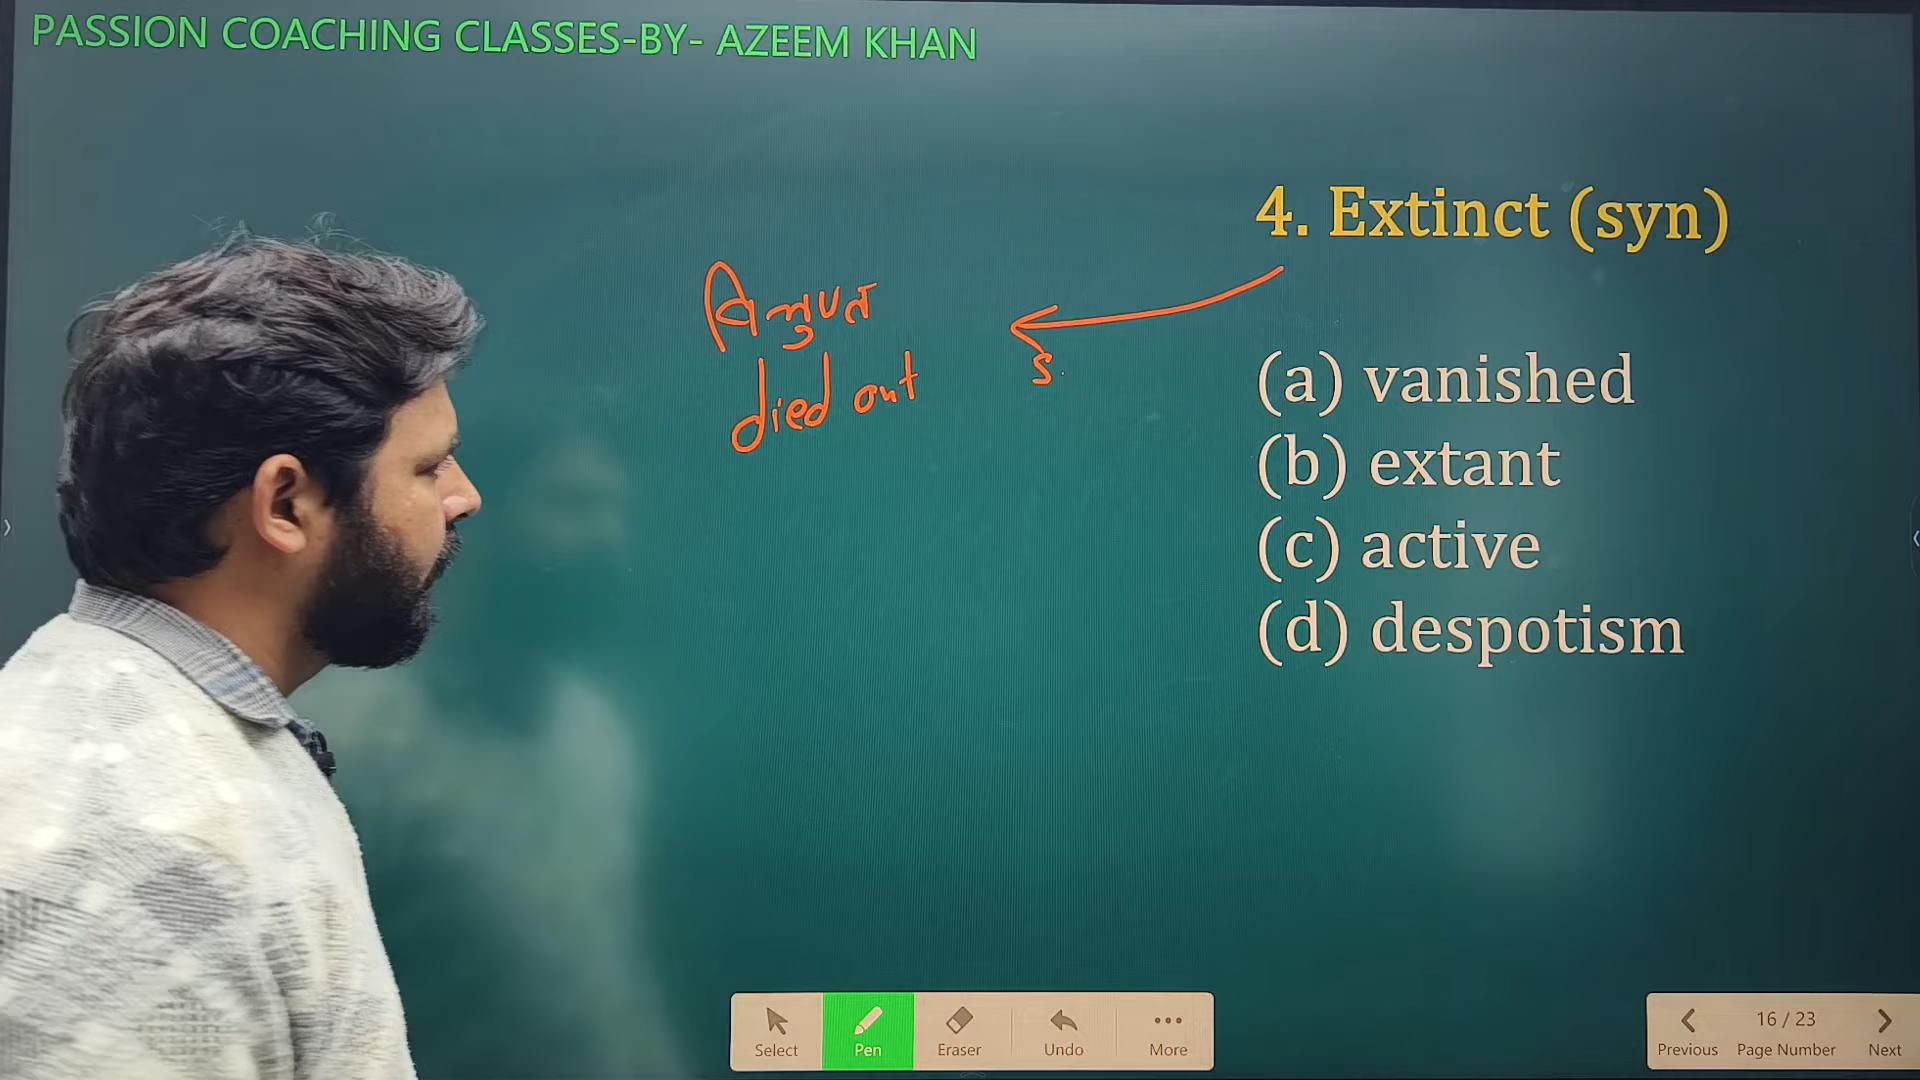 PASSION COACHING CLASSES-BY- AZEEM KHAN
4. Extinct (syn)
विलुप्त
died out
S.
(a) vanished
(b) extant
(c) active
(d) despotism
Select
Pen
Eraser
Undo
More
Previous
16 / 23
Page Number
Next